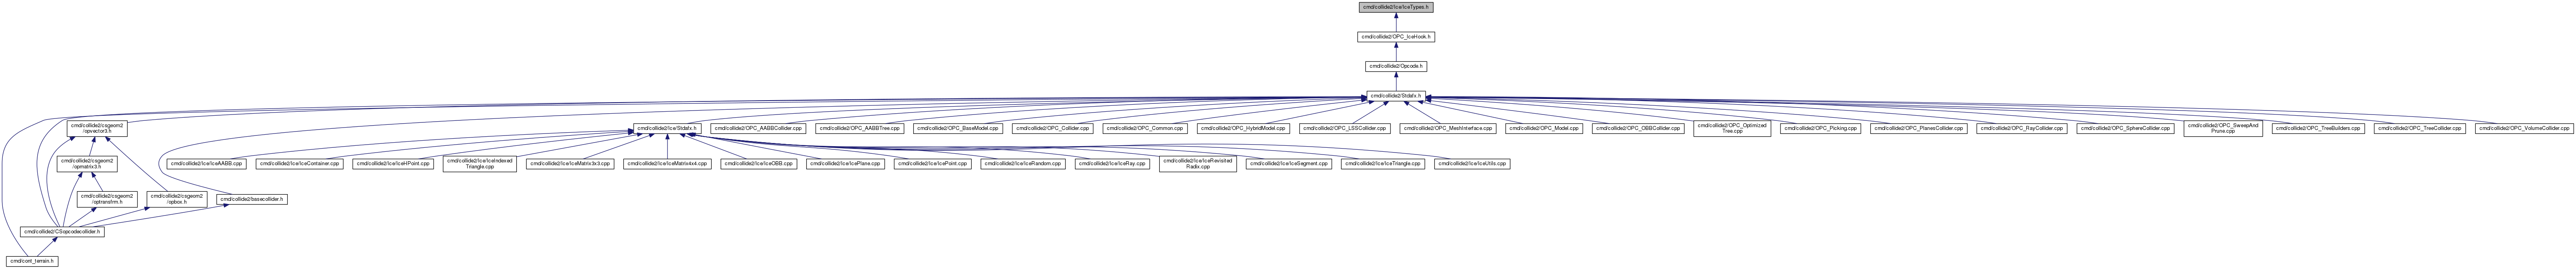 cmd/collide2/Ice/IceTypes.h
cmd/collide2/OPC_IceHook.h
cmd/collide2/Opcode.h
cmd/collide2/Stdafx.h
cmd/collide2/csgeom2
/opvector3.h
cmd/collide2/Ice/Stdafx.h
cmd/collide2/OPC_AABBCollider.cpp
cmd/collide2/OPC_AABBTree.cpp
cmd/collide2/OPC_BaseModel.cpp
cmd/collide2/OPC_Collider.cpp
cmd/collide2/OPC_Common.cpp
cmd/collide2/OPC_HybridModel.cpp
cmd/collide2/OPC_LSSCollider.cpp
cmd/collide2/OPC_MeshInterface.cpp
cmd/collide2/OPC_Model.cpp
cmd/collide2/OPC_OBBCollider.cpp
cmd/collide2/OPC_Optimized
Tree.cpp
cmd/collide2/OPC_Picking.cpp
cmd/collide2/OPC_PlanesCollider.cpp
cmd/collide2/OPC_RayCollider.cpp
cmd/collide2/OPC_SphereCollider.cpp
cmd/collide2/OPC_SweepAnd
Prune.cpp
cmd/collide2/OPC_TreeBuilders.cpp
cmd/collide2/OPC_TreeCollider.cpp
cmd/collide2/OPC_VolumeCollider.cpp
cmd/collide2/csgeom2
/opmatrix3.h
cmd/collide2/Ice/IceAABB.cpp
cmd/collide2/Ice/IceContainer.cpp
cmd/collide2/Ice/IceHPoint.cpp
cmd/collide2/Ice/IceIndexed
Triangle.cpp
cmd/collide2/Ice/IceMatrix3x3.cpp
cmd/collide2/Ice/IceMatrix4x4.cpp
cmd/collide2/Ice/IceOBB.cpp
cmd/collide2/Ice/IcePlane.cpp
cmd/collide2/Ice/IcePoint.cpp
cmd/collide2/Ice/IceRandom.cpp
cmd/collide2/Ice/IceRay.cpp
cmd/collide2/Ice/IceRevisited
Radix.cpp
cmd/collide2/Ice/IceSegment.cpp
cmd/collide2/Ice/IceTriangle.cpp
cmd/collide2/Ice/IceUtils.cpp
cmd/collide2/csgeom2
/optransfrm.h
cmd/collide2/csgeom2
/opbox.h
cmd/collide2/basecollider.h
cmd/collide2/CSopcodecollider.h
cmd/cont_terrain.h